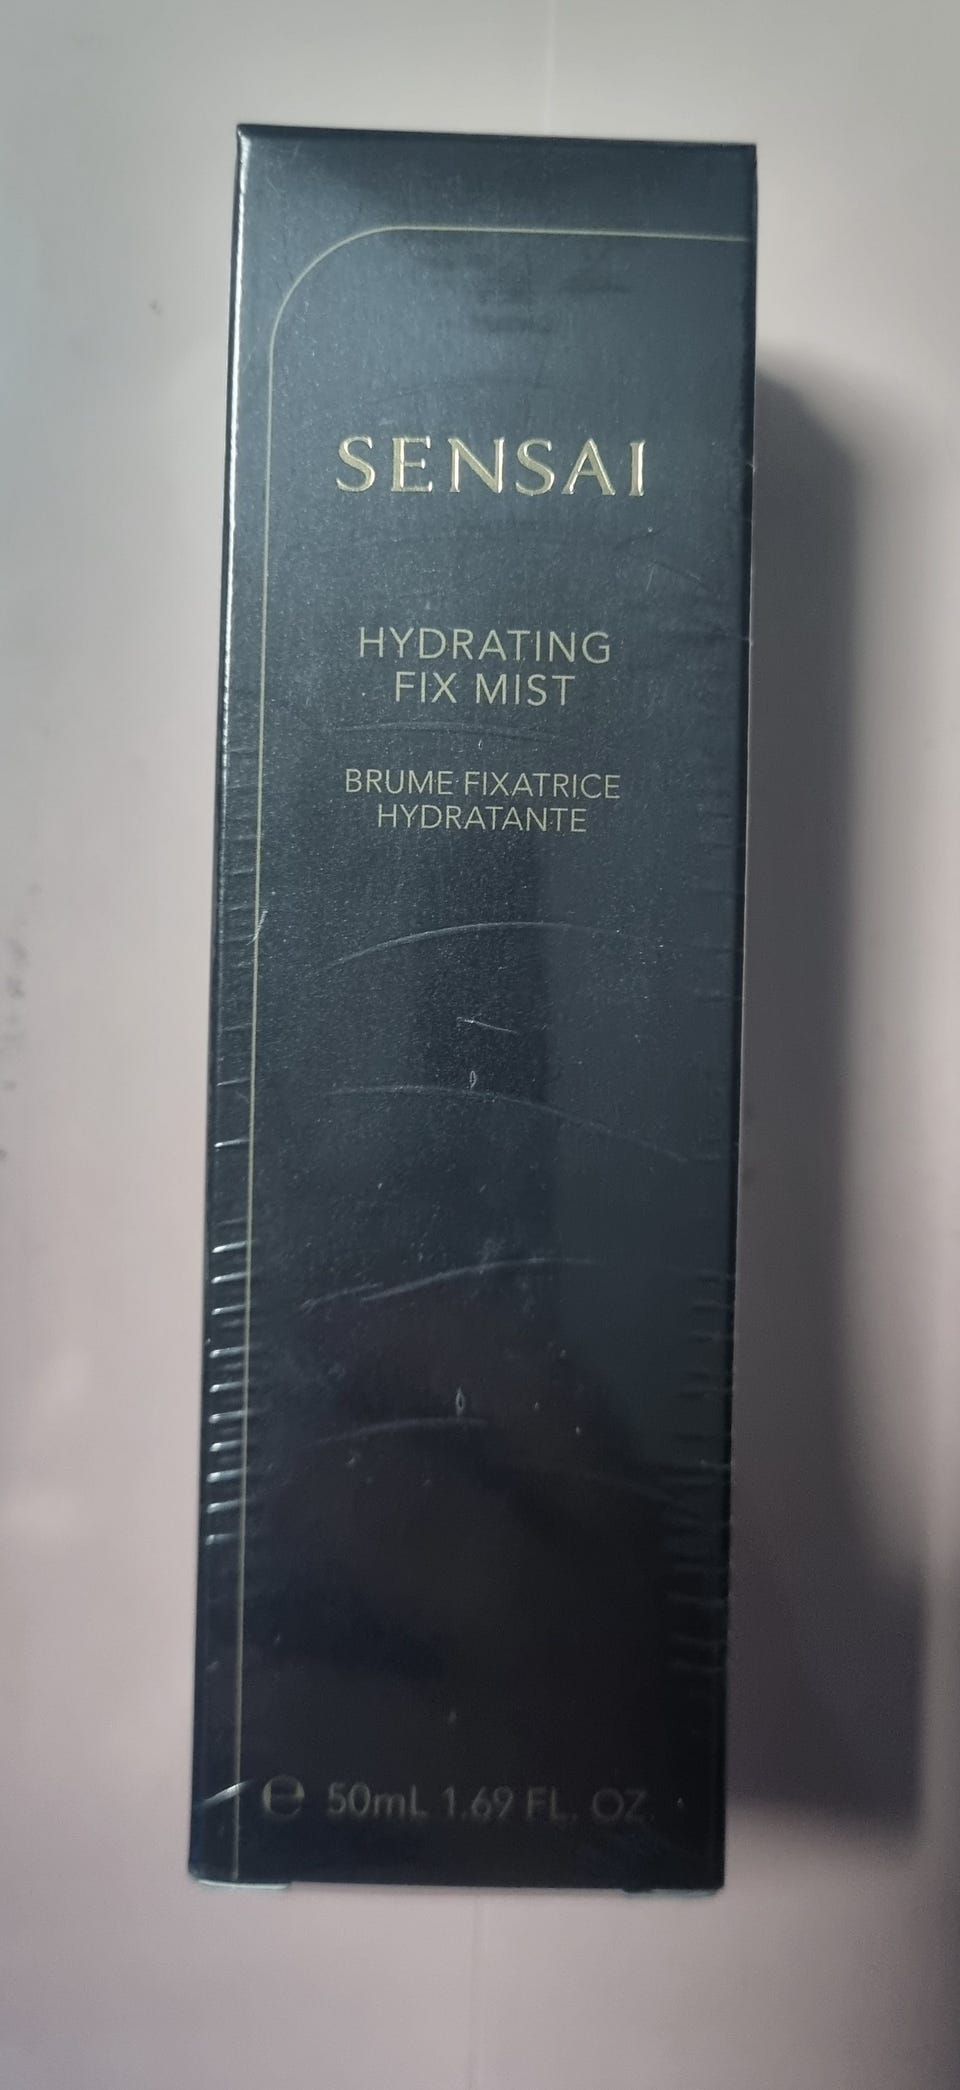 SENSAI
HYDRATING
FIX MIST
BRUME FIXATRICE
HYDRATANTE
℮ 50mL 1.69 FL. OZ.